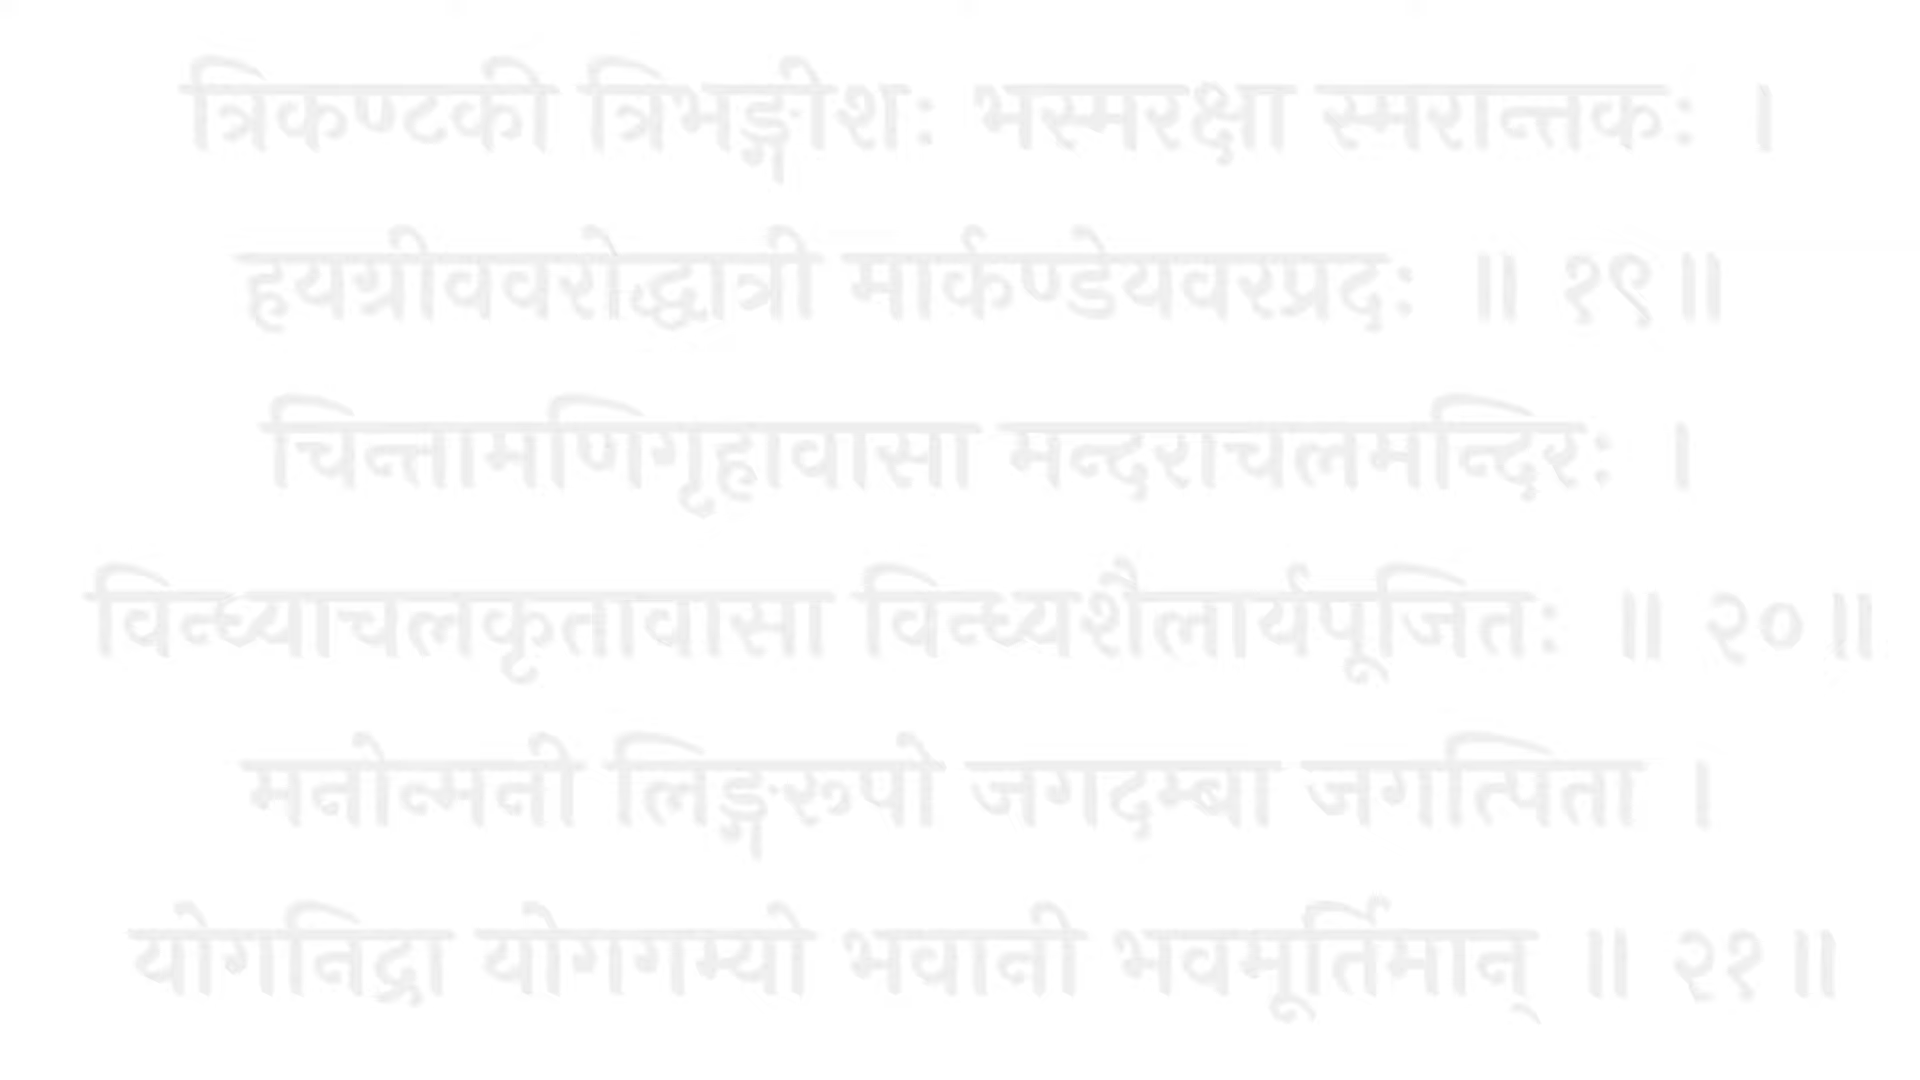 त्रिकण्टकी त्रिभङ्गीशः भस्मरक्षा स्मरान्तकः ।
हयग्रीववरोद्धात्री मार्कण्डेयवरप्रदः ॥ १९॥
चिन्तामणिगृहावासा मन्दराचलमन्दिरः ।
विन्ध्याचलकृतावासा विन्ध्यशैलार्यपूजितः ॥ २०॥
मनोन्मनी लिङ्गरूपो जगदम्बा जगत्पिता ।
योगनिद्रा योगगम्यो भवानी भवमूर्तिमान् ॥ २१॥